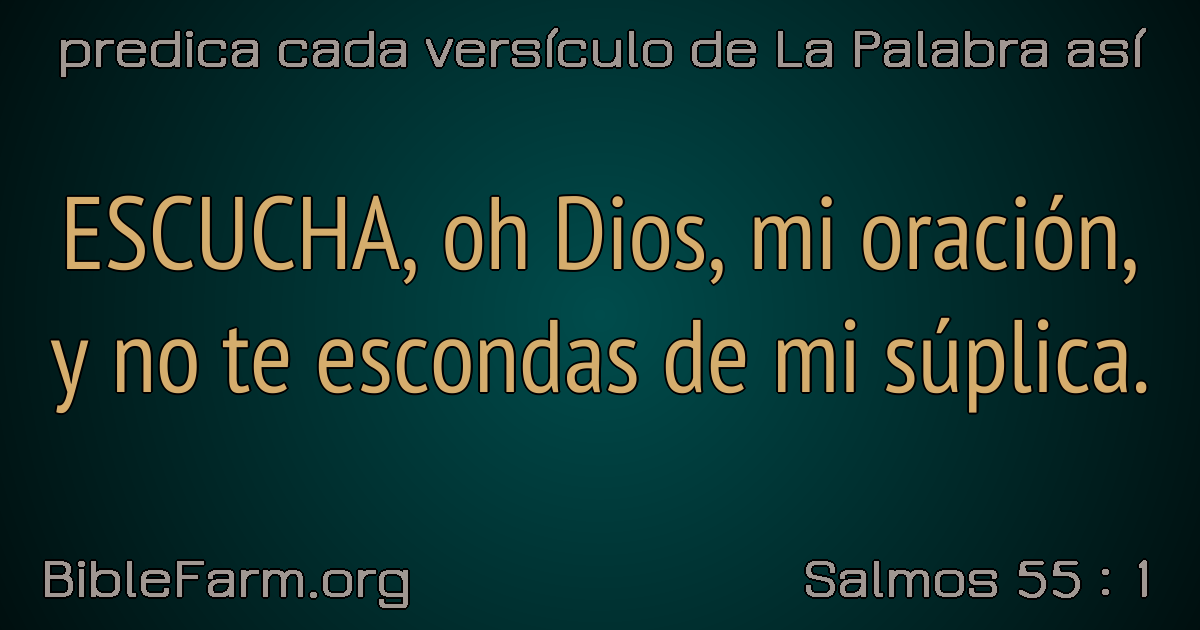 predica cada versículo de La Palabra así
ESCUCHA, oh Dios, mi oración,
y no te escondas de mi súplica.
BibleFarm.org
Salmos 55 : 1